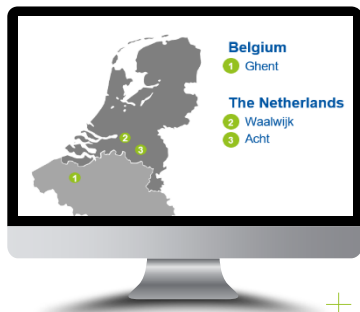 Belgium
1 Ghent
The Netherlands
2 Waalwijk
3 Acht
2
3
1